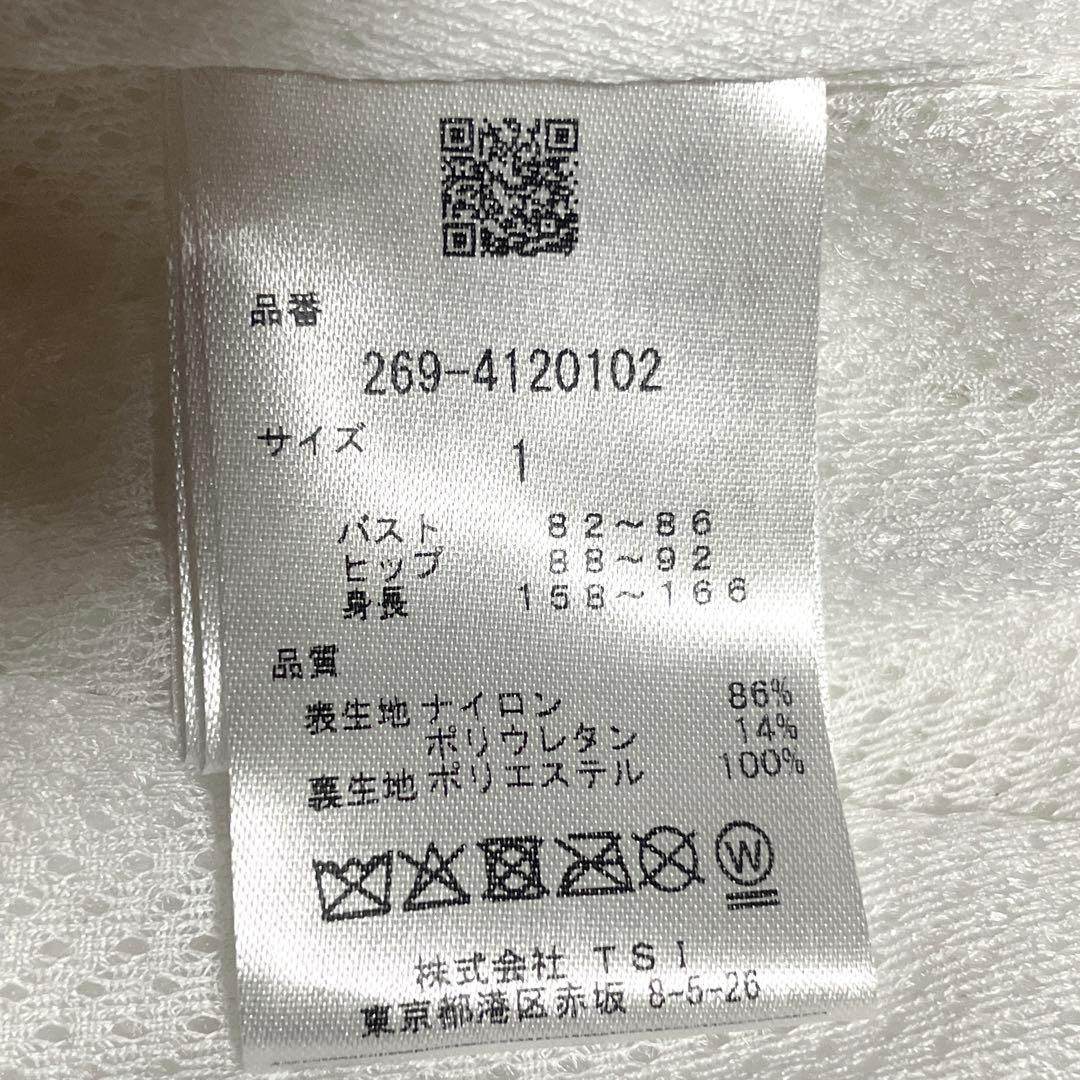 品番
269-4120102
サイズ 1
バスト 82~86
ヒップ 88~92
身長 158~166
品質
表生地 ナイロン 86%
ポリウレタン 14%
裏生地 ポリエステル 100%
W
株式会社 TSI
東京都港区赤坂 8-5-26